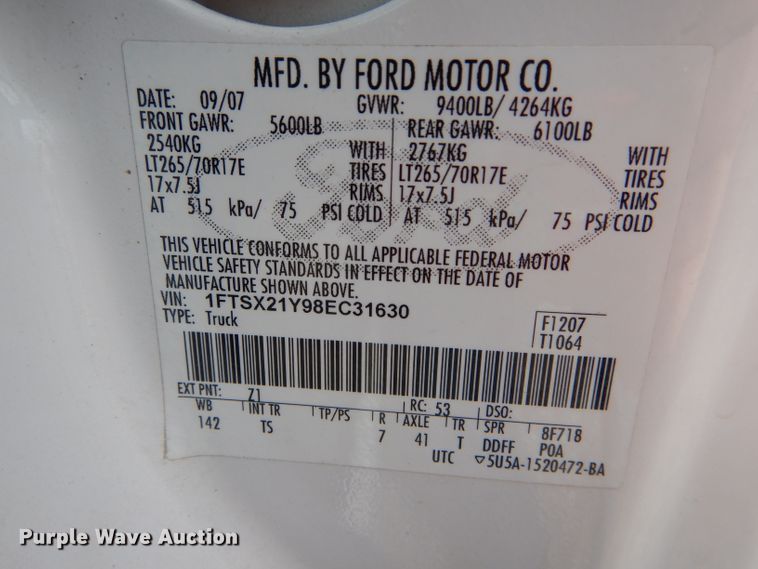 MFD. BY FORD MOTOR CO.
DATE: 09/07 GVWR: 9400LB/ 4264KG
FRONT GAWR: 5600LB REAR GAWR: 6100LB
2540KG WITH 2767KG WITH
LT265/70R17E TIRES LT265/70R17E TIRES
17x7.5J RIMS 17x7.5J RIMS
AT 515 kPa/ 75 PSI COLD AT 515 kPa/ 75 PSI COLD
Ford
THIS VEHICLE CONFORMS TO ALL APPLICABLE FEDERAL MOTOR
VEHICLE SAFETY STANDARDS IN EFFECT ON THE DATE OF
MANUFACTURE SHOWN ABOVE.
VIN: 1FTSX21Y98EC31630
TYPE: Truck
F1207
T1064
EXT PNT: Z1 RC: 53 DSO:
WB INT TR TP/PS R AXLE TR SPR 8F718
142 TS 7 41 T DDFF POA
UTC ▽5U5A-1520472-BA
Purple Wave Auction